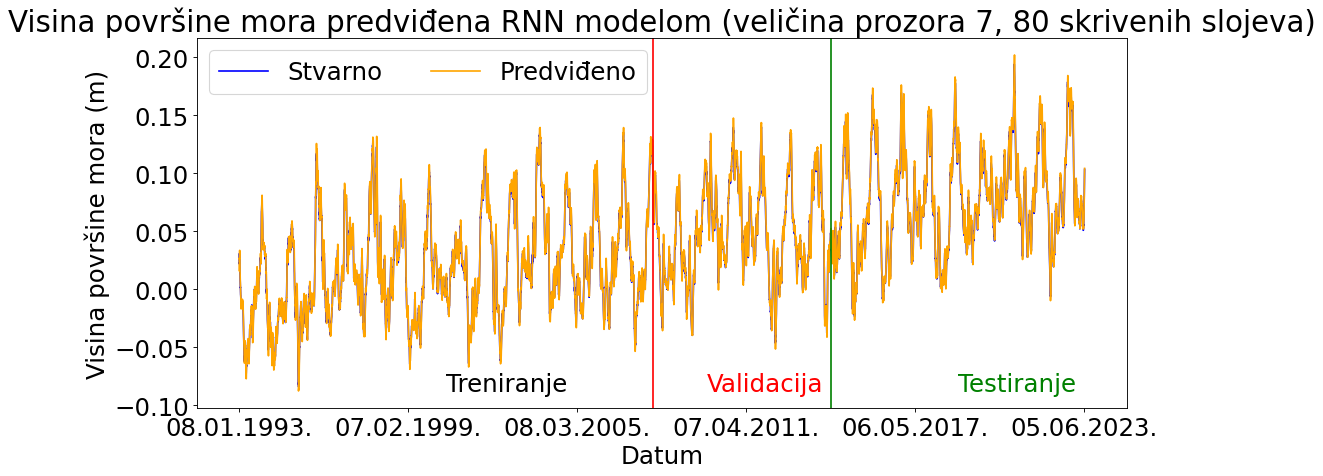 Visina površine mora predviđena RNN modelom (veličina prozora 7, 80 skrivenih slojeva)
Stvarno Predviđeno
Visina površine mora (m)
0.20
0.15
0.10
0.05
0.00
−0.05
−0.10
Treniranje Validacija Testiranje
08.01.1993. 07.02.1999. 08.03.2005. 07.04.2011. 06.05.2017. 05.06.2023.
Datum